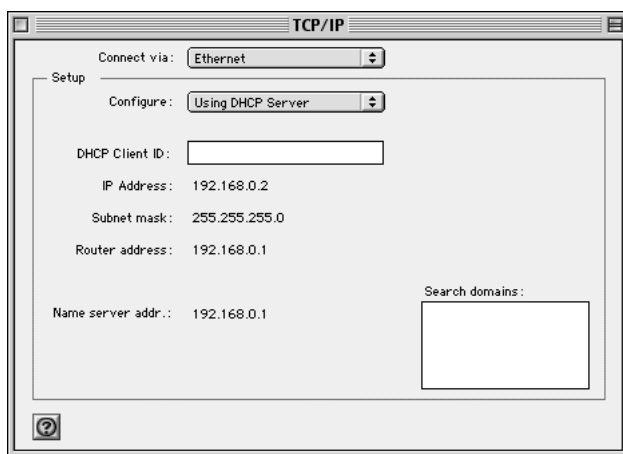 TCP/IP
Connect via: Ethernet
Setup
Configure: Using DHCP Server
DHCP Client ID:
IP Address: 192.168.0.2
Subnet mask: 255.255.255.0
Router address: 192.168.0.1
Search domains:
Name server addr.: 192.168.0.1
?